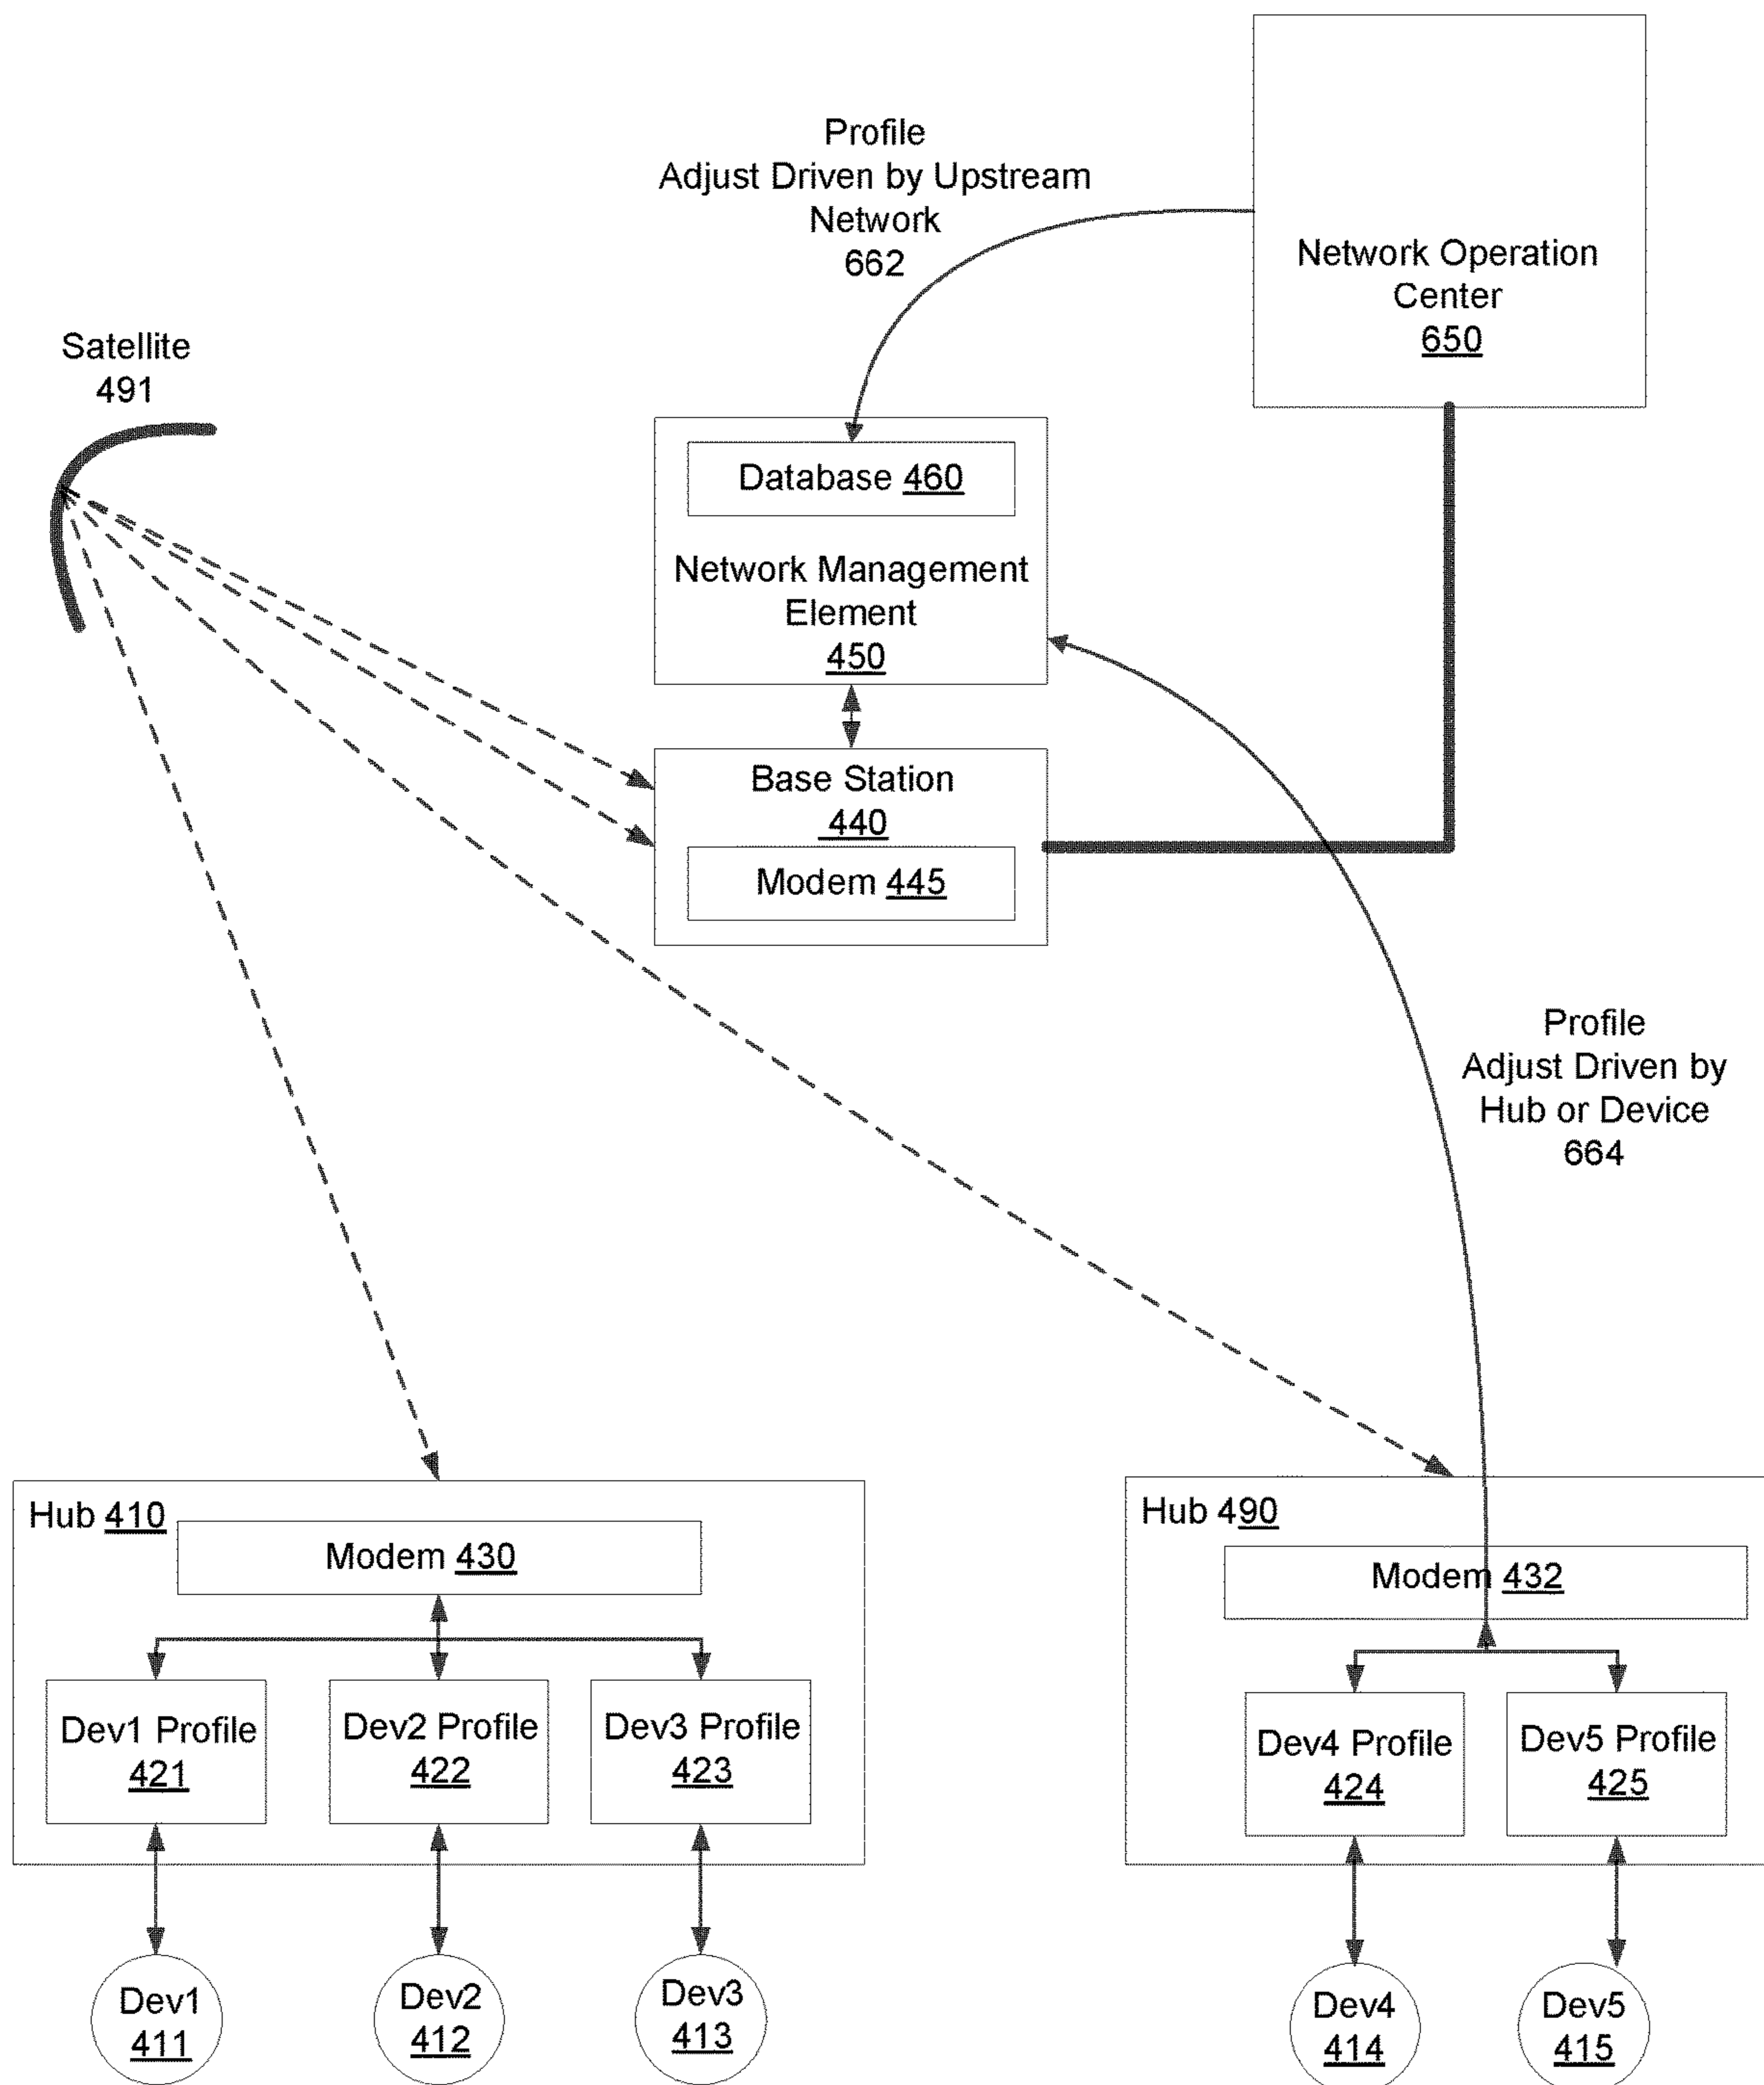 Profile
Adjust Driven by Upstream
Network
662
Network Operation
Center
650
Satellite
491
Database 460
Network Management
Element
450
Base Station
440
Modem 445
Profile
Adjust Driven by
Hub or Device
664
Hub 410
Modem 430
Dev1 Profile
421
Dev2 Profile
422
Dev3 Profile
423
Hub 490
Modem 432
Dev4 Profile
424
Dev5 Profile
425
Dev1
411
Dev2
412
Dev3
413
Dev4
414
Dev5
415